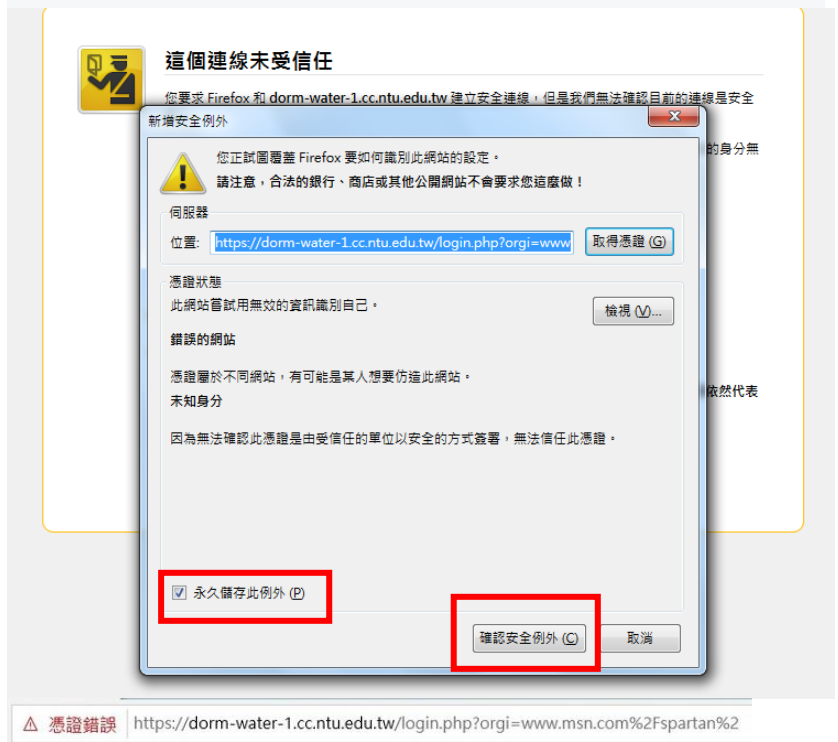 這個連線未受信任
您要求 Firefox 和 dorm-water-1.cc.ntu.edu.tw 建立安全連線，但是我們無法確認目前的連線是安全
新增安全例外
的身分無
您正試圖覆蓋 Firefox 要如何識別此網站的設定。
請注意，合法的銀行、商店或其他公開網站不會要求您這麼做！
伺服器
位置: https://dorm-water-1.cc.ntu.edu.tw/login.php?orgi=www 取得憑證 (G)
憑證狀態
此網站嘗試用無效的資訊識別自己。
檢視 (V)...
錯誤的網站
憑證屬於不同網站，有可能是某人想要仿造此網站。
依然代表
未知身分
因為無法確認此憑證是由受信任的單位以安全的方式簽署，無法信任此憑證。
永久儲存此例外 (P)
確認安全例外 (C) 取消
憑證錯誤 https://dorm-water-1.cc.ntu.edu.tw/login.php?orgi=www.msn.com%2Fspartan%2